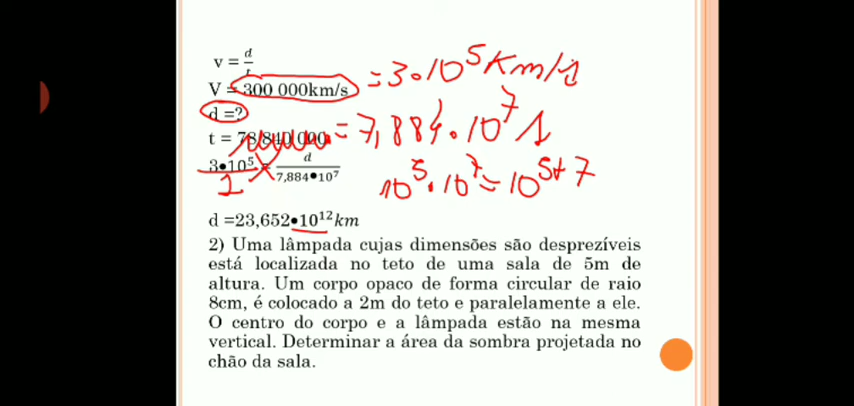 v = d/t
V = 300 000km/s = 3•10⁵ Km/s
d =?
t = 78 840 000 = 7,884•10⁷ s
3•10⁵/1 = d/7,884•10⁷
10⁵•10⁷ = 10⁵⁺⁷
d =23,652•10¹²km
2) Uma lâmpada cujas dimensões são desprezíveis
está localizada no teto de uma sala de 5m de
altura. Um corpo opaco de forma circular de raio
8cm, é colocado a 2m do teto e paralelamente a ele.
O centro do corpo e a lâmpada estão na mesma
vertical. Determinar a área da sombra projetada no
chão da sala.